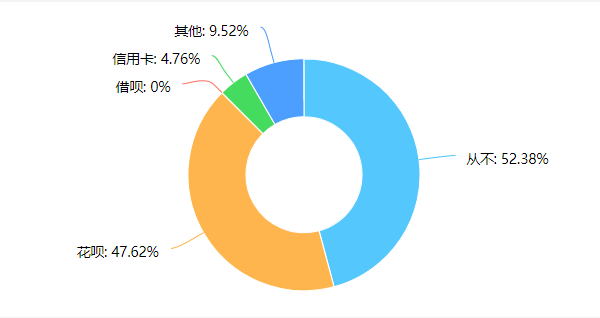 其他: 9.52%
信用卡: 4.76%
借呗: 0%
从不: 52.38%
花呗: 47.62%